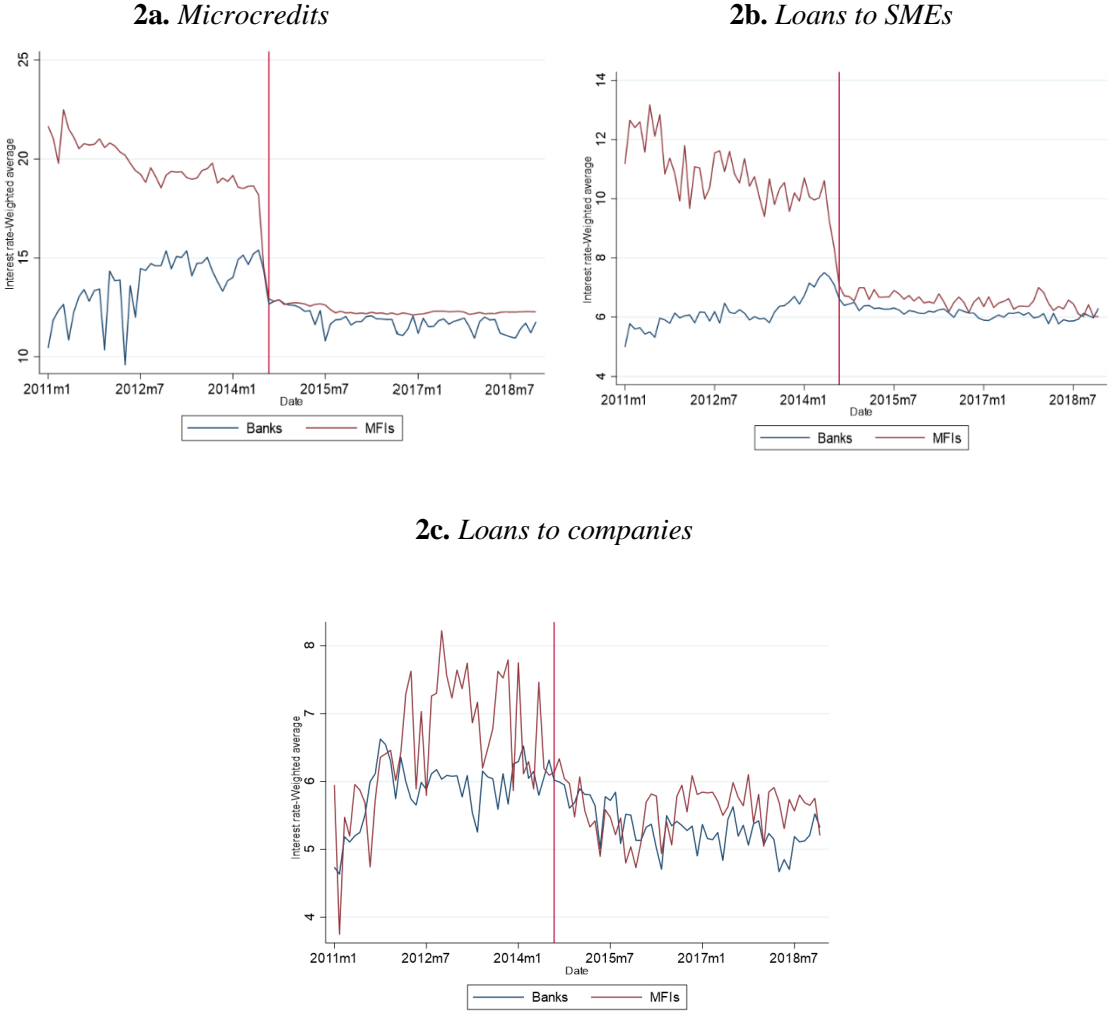 2a. Microcredits
2b. Loans to SMEs
Interest rate-Weighted average
25
20
15
10
2011m1 2012m7 2014m1 2015m7 2017m1 2018m7
Date
Banks MFIs
Interest rate-Weighted average
14
12
10
8
6
4
2011m1 2012m7 2014m1 2015m7 2017m1 2018m7
Date
Banks MFIs
2c. Loans to companies
Interest rate-Weighted average
8
7
6
5
4
2011m1 2012m7 2014m1 2015m7 2017m1 2018m7
Date
Banks MFIs